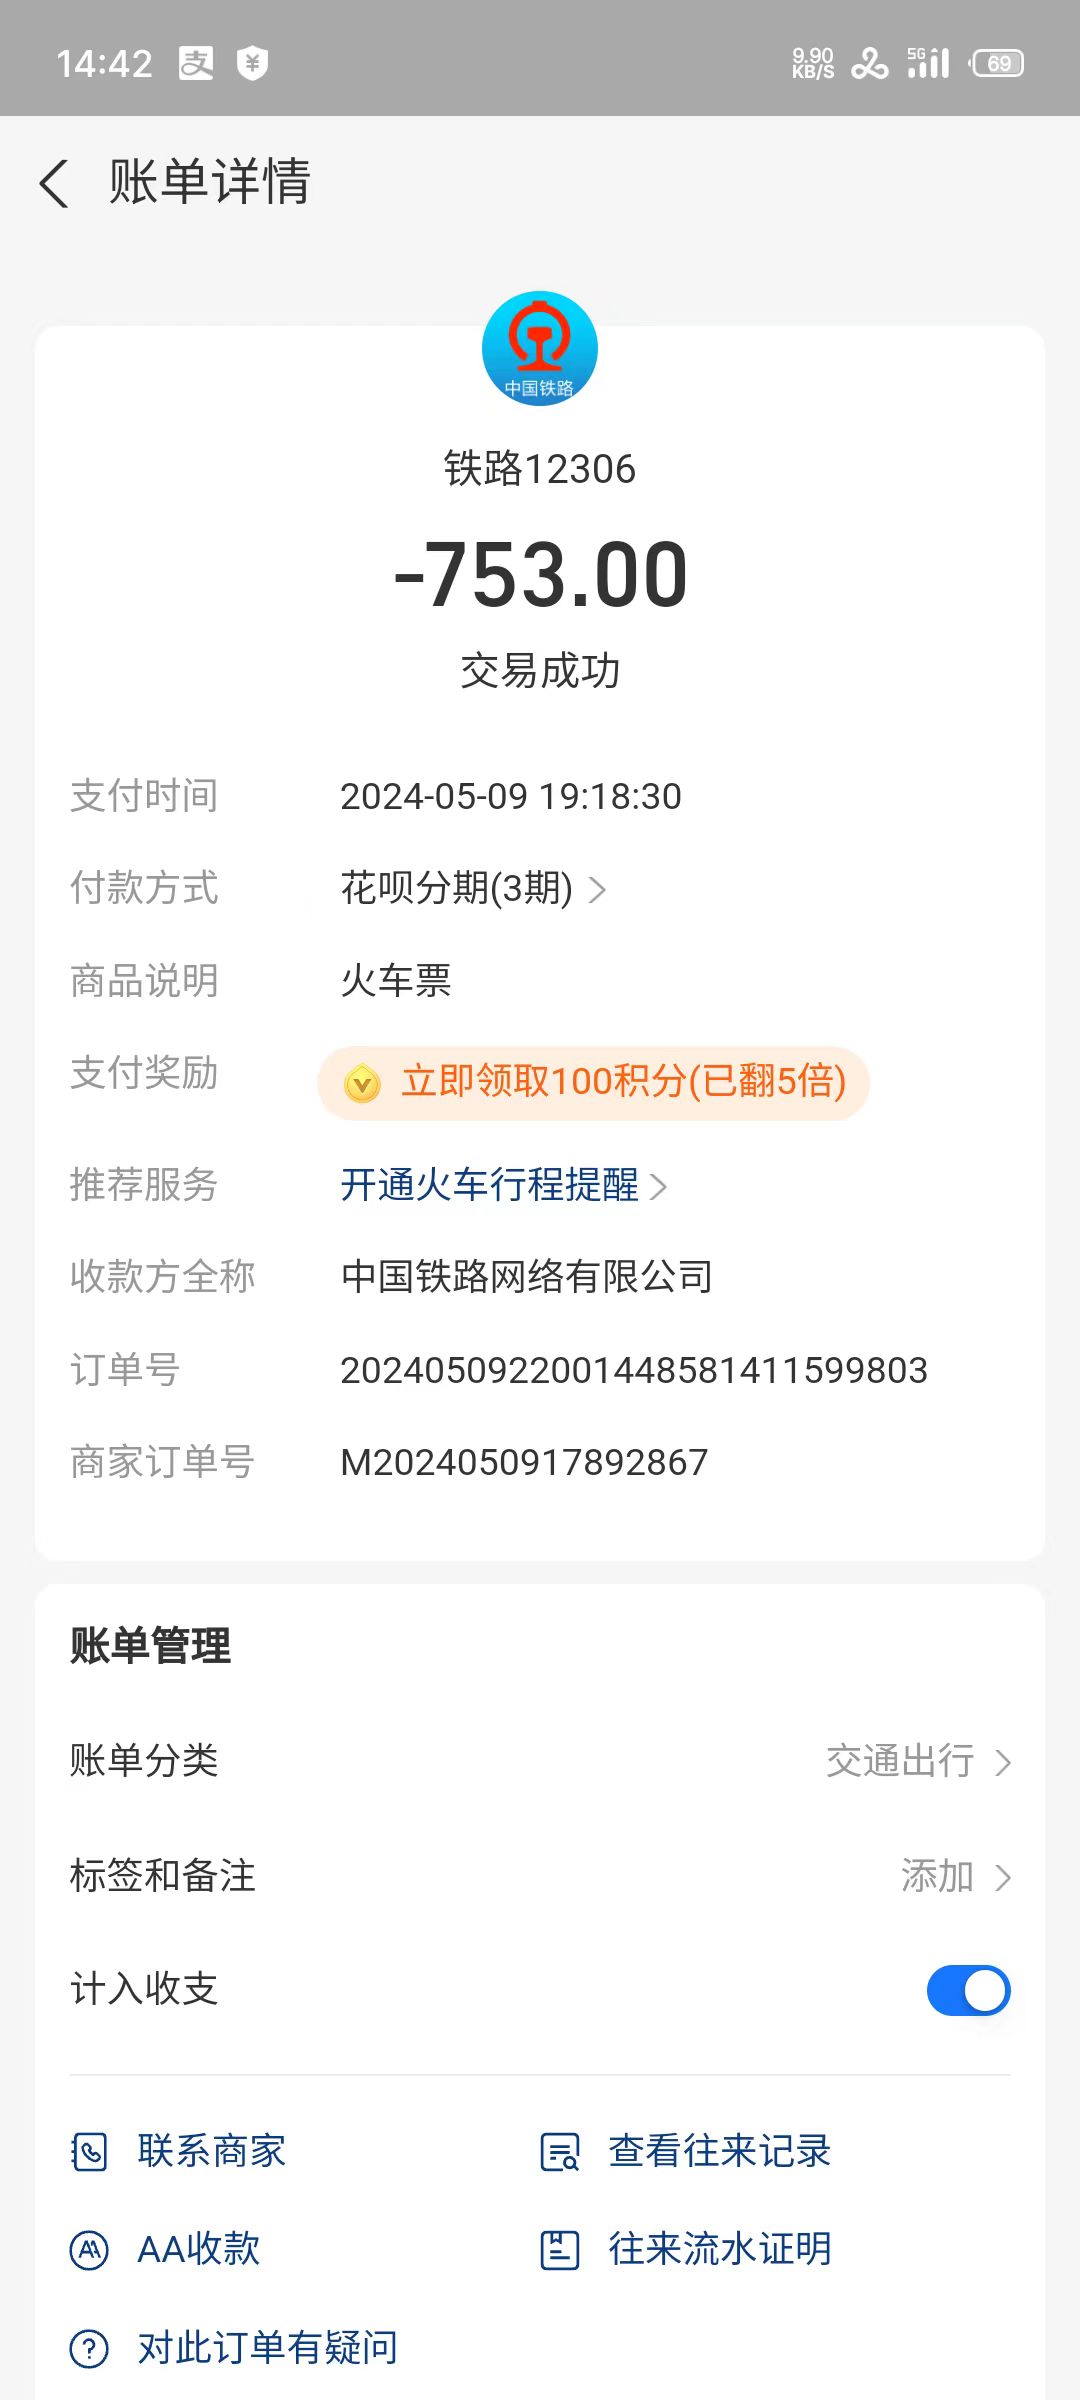 14:42
支
¥
9.90
KB/S
5G
69
账单详情
中国铁路
铁路12306
-753.00
交易成功
支付时间 2024-05-09 19:18:30
付款方式 花呗分期(3期)
商品说明 火车票
支付奖励 立即领取100积分(已翻5倍)
推荐服务 开通火车行程提醒
收款方全称 中国铁路网络有限公司
订单号 2024050922001448581411599803
商家订单号 M2024050917892867
账单管理
账单分类 交通出行
标签和备注 添加
计入收支
联系商家 查看往来记录
AA收款 往来流水证明
对此订单有疑问